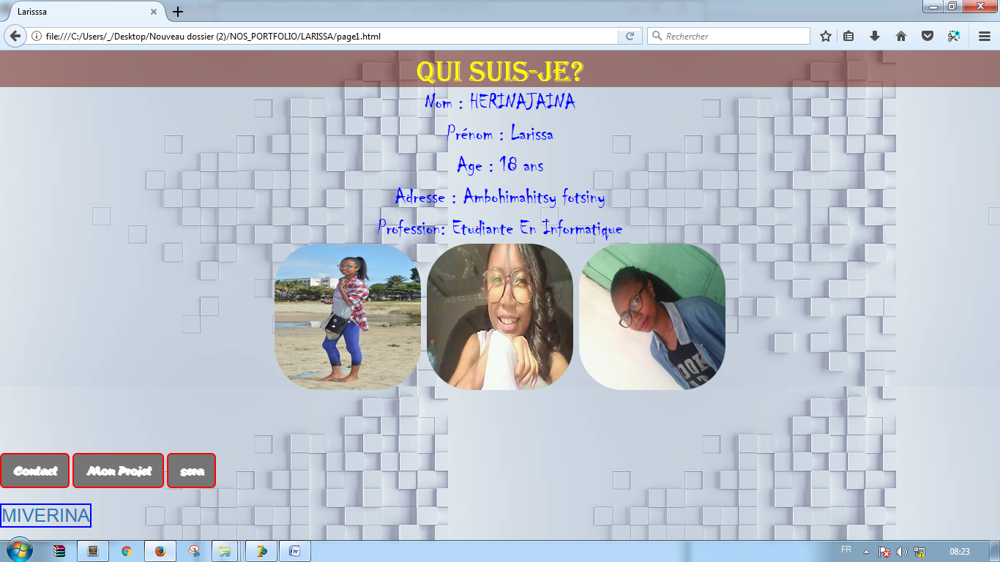 Larisssa
file:///C:/Users/_/Desktop/Nouveau dossier (2)/NOS_PORTFOLIO/LARISSA/page1.html
Rechercher
QUI SUIS-JE?
Nom : HERINAJAINA
Prénom : Larissa
Age : 18 ans
Adresse : Ambohimahitsy fotsiny
Profession: Etudiante En Informatique
Contact
Mon Projet
sera
MIVERINA
FR
08:23